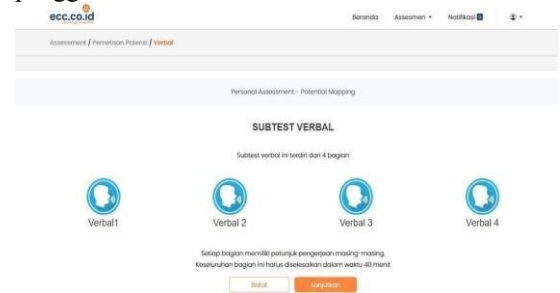 ecc.co.id
Beranda Assesmen Notifikasi
Assessment / Pemetaan Potensi / Verbal
Personal Assessment - Potential Mapping
SUBTEST VERBAL
Subtest verbal ini terdiri dari 4 bagian
Verbal1 Verbal 2 Verbal 3 Verbal 4
Setiap bagian memiliki petunjuk pengerjaan masing-masing.
Keseluruhan bagian ini harus diselesaikan dalam waktu 40 menit
Batal Lanjutkan